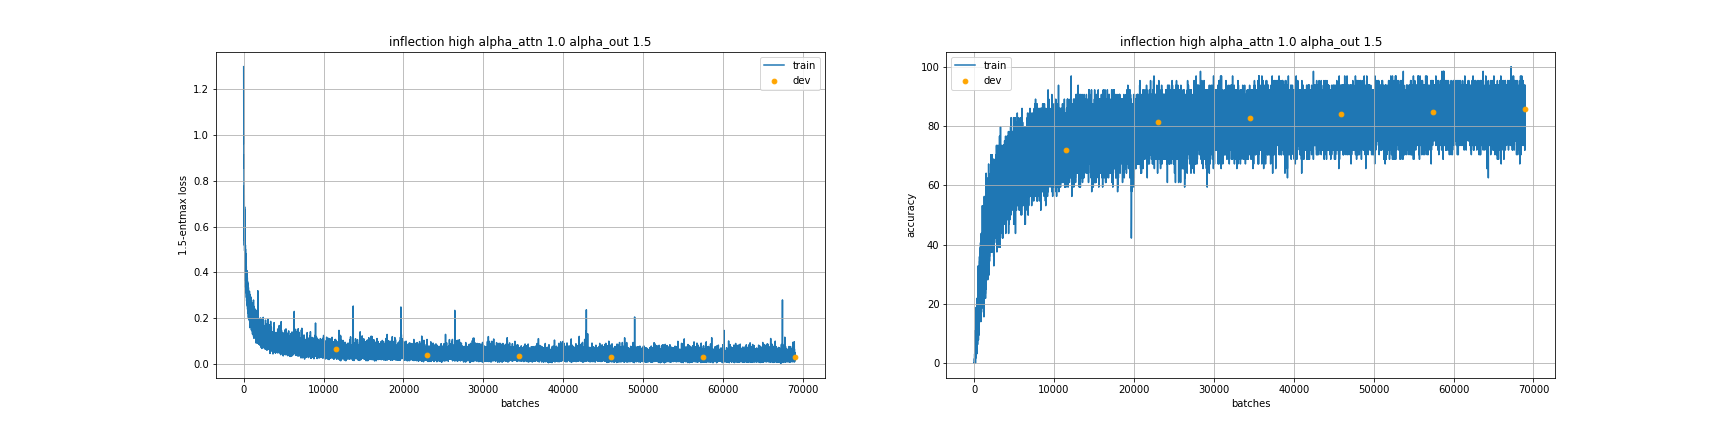 inflection high alpha_attn 1.0 alpha_out 1.5
train
dev
1.2
1.0
0.8
0.6
0.4
0.2
0.0
1.5-entmax loss
0 10000 20000 30000 40000 50000 60000 70000
batches
inflection high alpha_attn 1.0 alpha_out 1.5
train
dev
100
80
60
40
20
0
accuracy
0 10000 20000 30000 40000 50000 60000 70000
batches